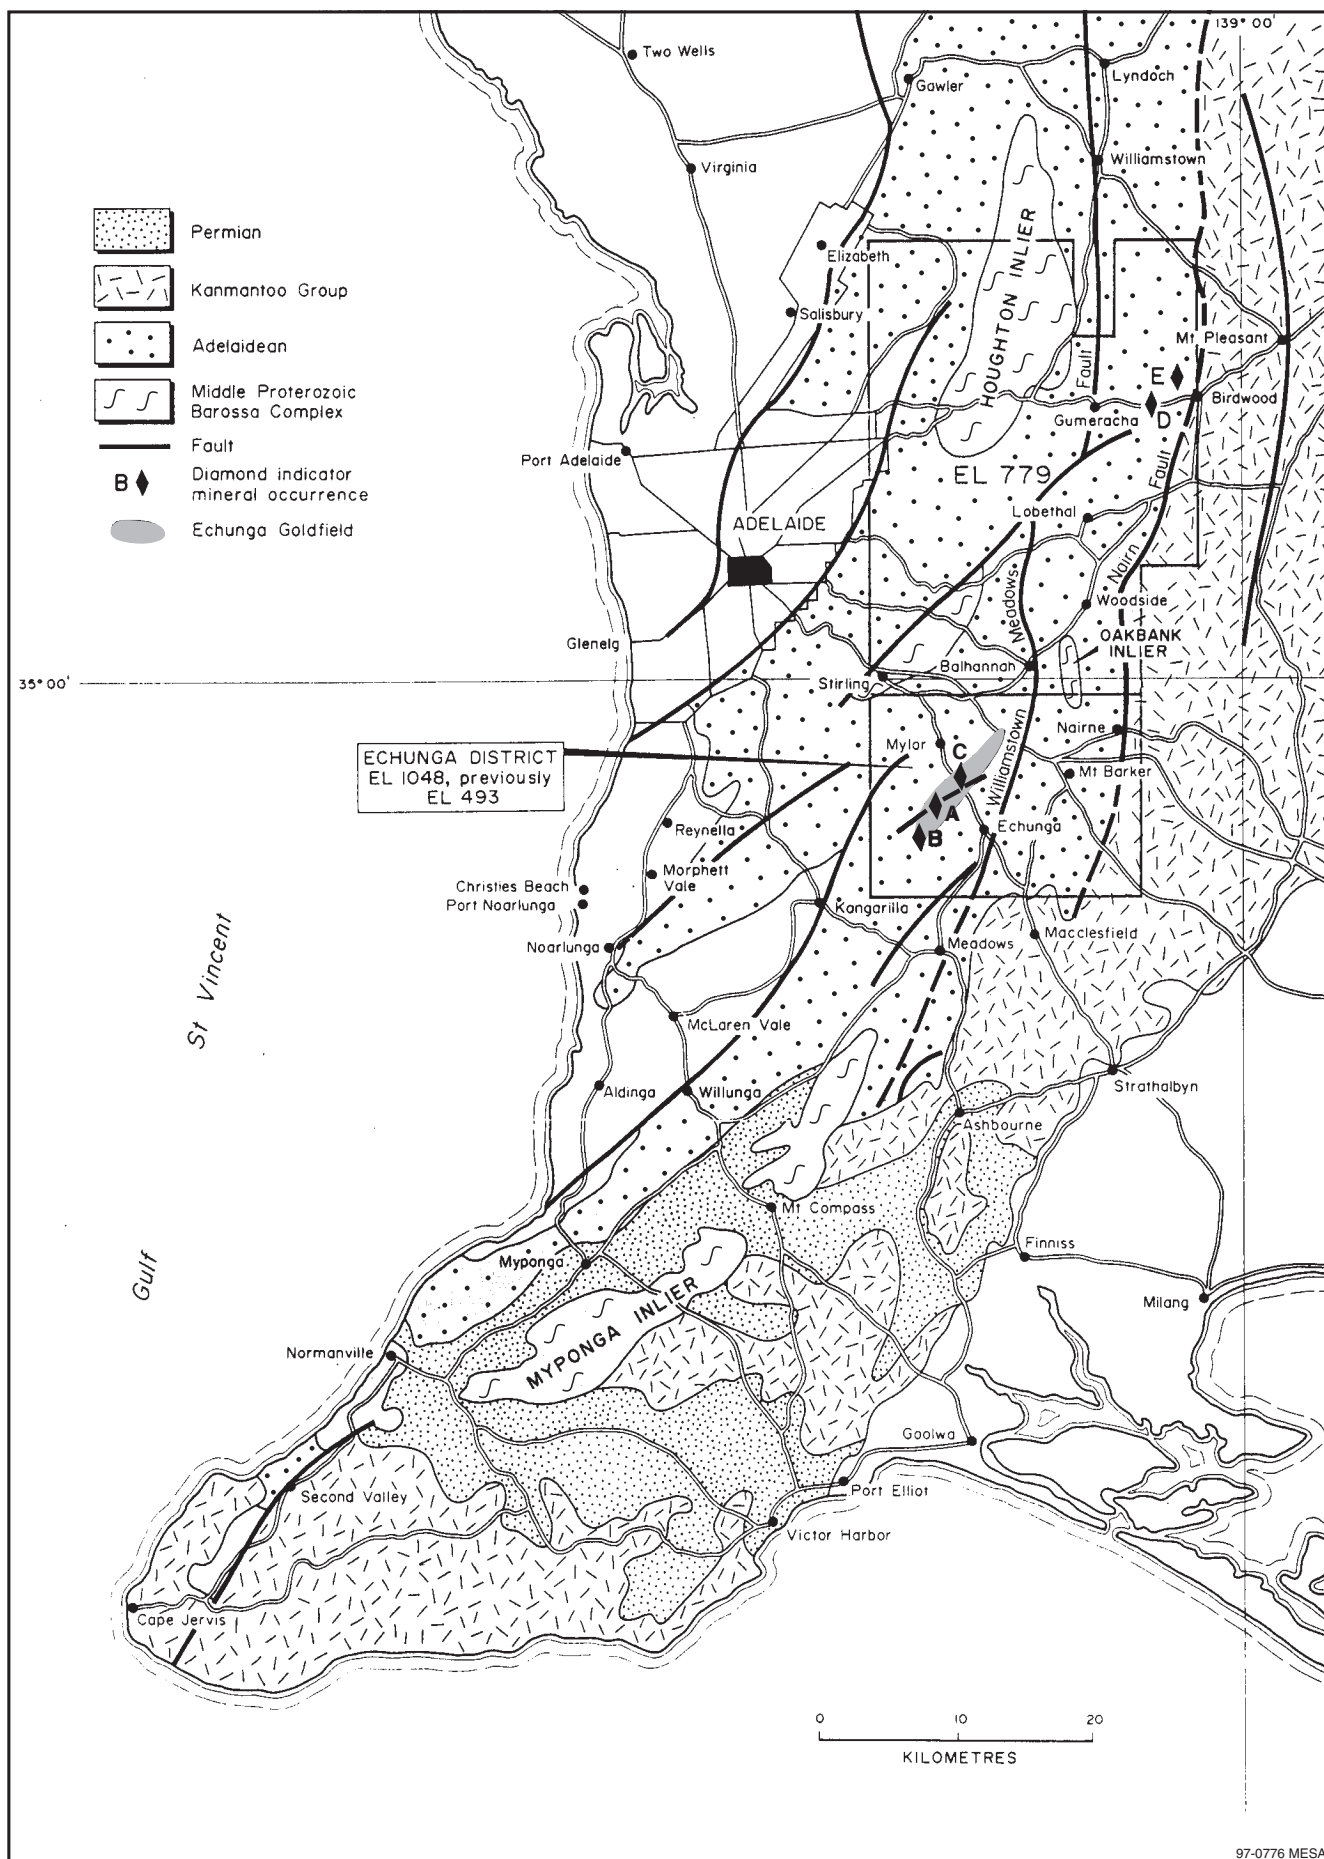 139° 00'
Two Wells
Gawler
Lyndoch
Virginia
Williamstown
Permian
Kanmantoo Group
Adelaidean
Middle Proterozoic
Barossa Complex
Fault
B
Diamond indicator
mineral occurrence
Echunga Goldfield
Elizabeth
Salisbury
HOUGHTON INLIER
Mt Pleasant
Fault
E
D
Birdwood
Gumeracha
Port Adelaide
EL 779
Fault
Lobethal
ADELAIDE
Nairn
Meadows
Woodside
Glenelg
OAKBANK
INLIER
Balhannah
Stirling
35° 00'
Williamstown
Nairne
Mylor
ECHUNGA DISTRICT
EL 1048, previously
EL 493
C
Mt Barker
A
B
Echunga
Reynella
Morphett
Vale
Christies Beach
Port Noarlunga
Kangarilla
Noarlunga
Meadows
Macclesfield
St Vincent
McLaren Vale
Aldinga
Willunga
Strathalbyn
Ashbourne
Mt Compass
Finniss
Gulf
Myponga
Milang
MYPONGA INLIER
Normanville
Goolwa
Second Valley
Port Elliot
Victor Harbor
Cape Jervis
0 10 20
KILOMETRES
97-0776 MESA